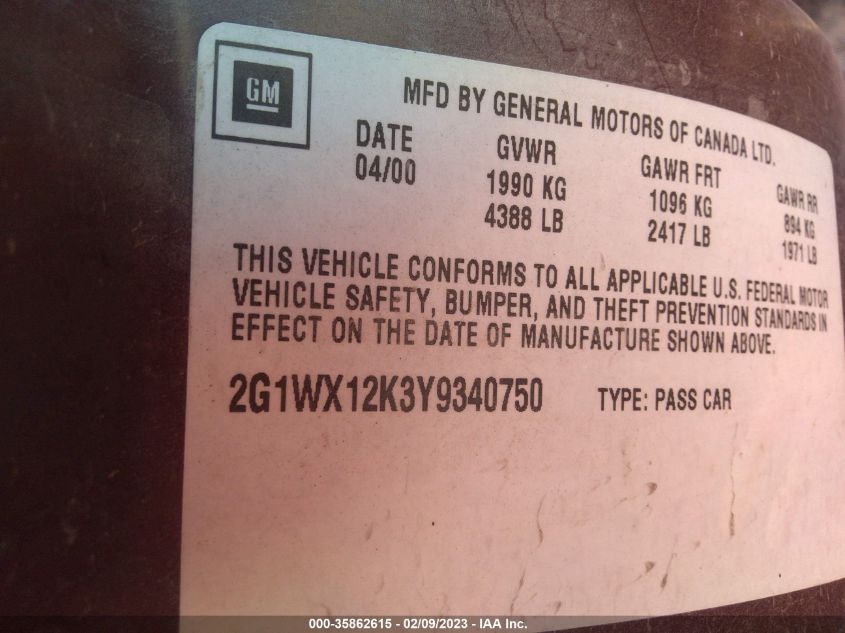 GM
MFD BY GENERAL MOTORS OF CANADA LTD.
DATE GVWR GAWR FRT GAWR RR
04/00 1990 KG 1096 KG 894 KG
4388 LB 2417 LB 1971 LB
THIS VEHICLE CONFORMS TO ALL APPLICABLE U.S. FEDERAL MOTOR
VEHICLE SAFETY, BUMPER, AND THEFT PREVENTION STANDARDS IN
EFFECT ON THE DATE OF MANUFACTURE SHOWN ABOVE.
2G1WX12K3Y9340750 TYPE: PASS CAR
000-35862615 - 02/09/2023 - IAA Inc.